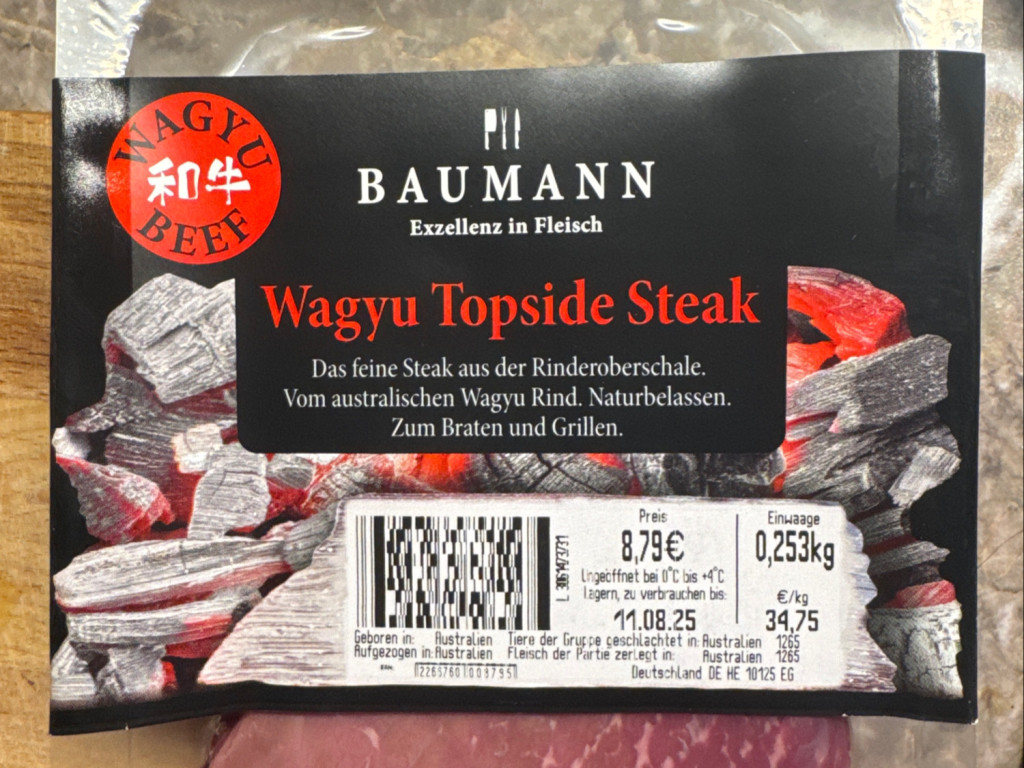 WAGYU
和牛
BEEF
BAUMANN
Exzellenz in Fleisch
Wagyu Topside Steak
Das feine Steak aus der Rinderoberschale.
Vom australischen Wagyu Rind. Naturbelassen.
Zum Braten und Grillen.
Preis
8,79€
Ungeöffnet bei 0°C bis +4°C
lagern, zu verbrauchen bis:
11.08.25
Einwaage
0,253kg
€/kg
34,75
Geboren in: Australien Tiere der Gruppe geschlachtet in: Australien 1265
Aufgezogen in: Australien Fleisch der Partie zerlegt in: Australien 1265
Deutschland DE HE 10125 EG